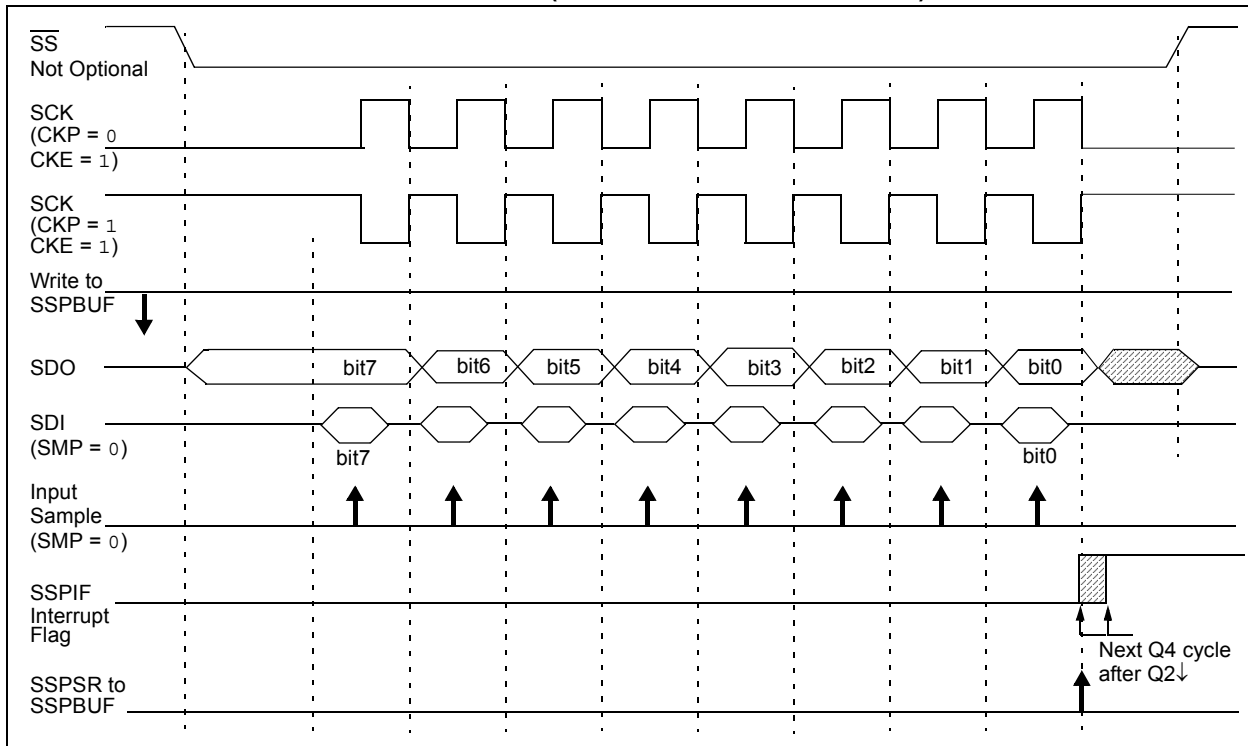 SS
Not Optional
SCK
(CKP = 0
CKE = 1)
SCK
(CKP = 1
CKE = 1)
Write to
SSPBUF
SDO
bit7 bit6 bit5 bit4 bit3 bit2 bit1 bit0
SDI
(SMP = 0)
bit7 bit0
Input
Sample
(SMP = 0)
SSPIF
Interrupt
Flag
Next Q4 cycle
after Q2↓
SSPSR to
SSPBUF